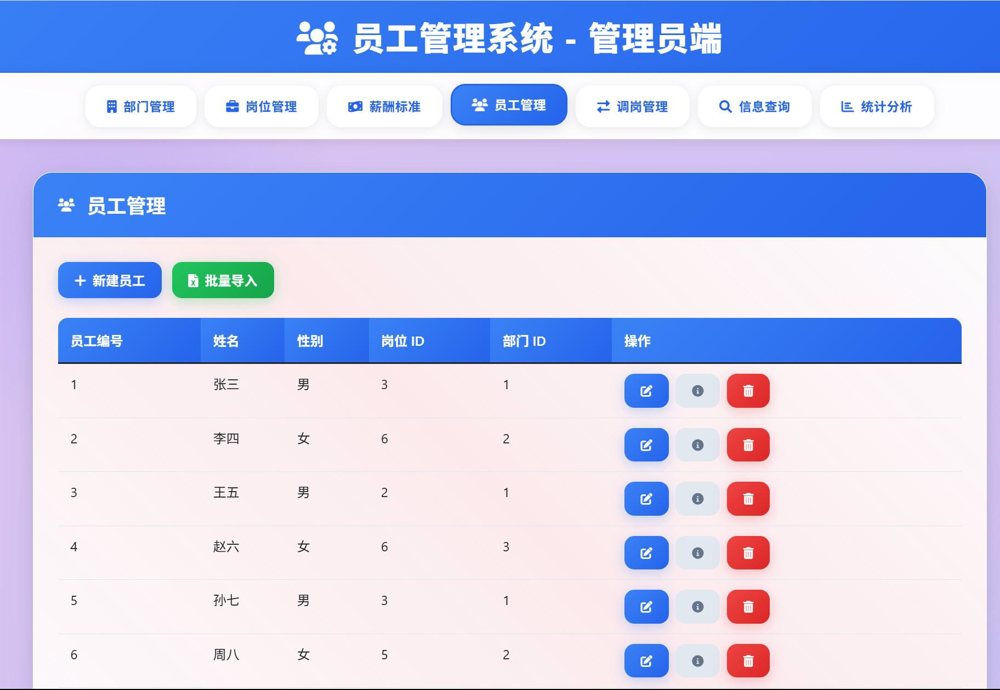 员工管理系统 - 管理员端
部门管理 岗位管理 薪酬标准 员工管理 调岗管理 信息查询 统计分析
员工管理
新建员工 批量导入
员工编号 姓名 性别 岗位 ID 部门 ID 操作
1 张三 男 3 1
2 李四 女 6 2
3 王五 男 2 1
4 赵六 女 6 3
5 孙七 男 3 1
6 周八 女 5 2